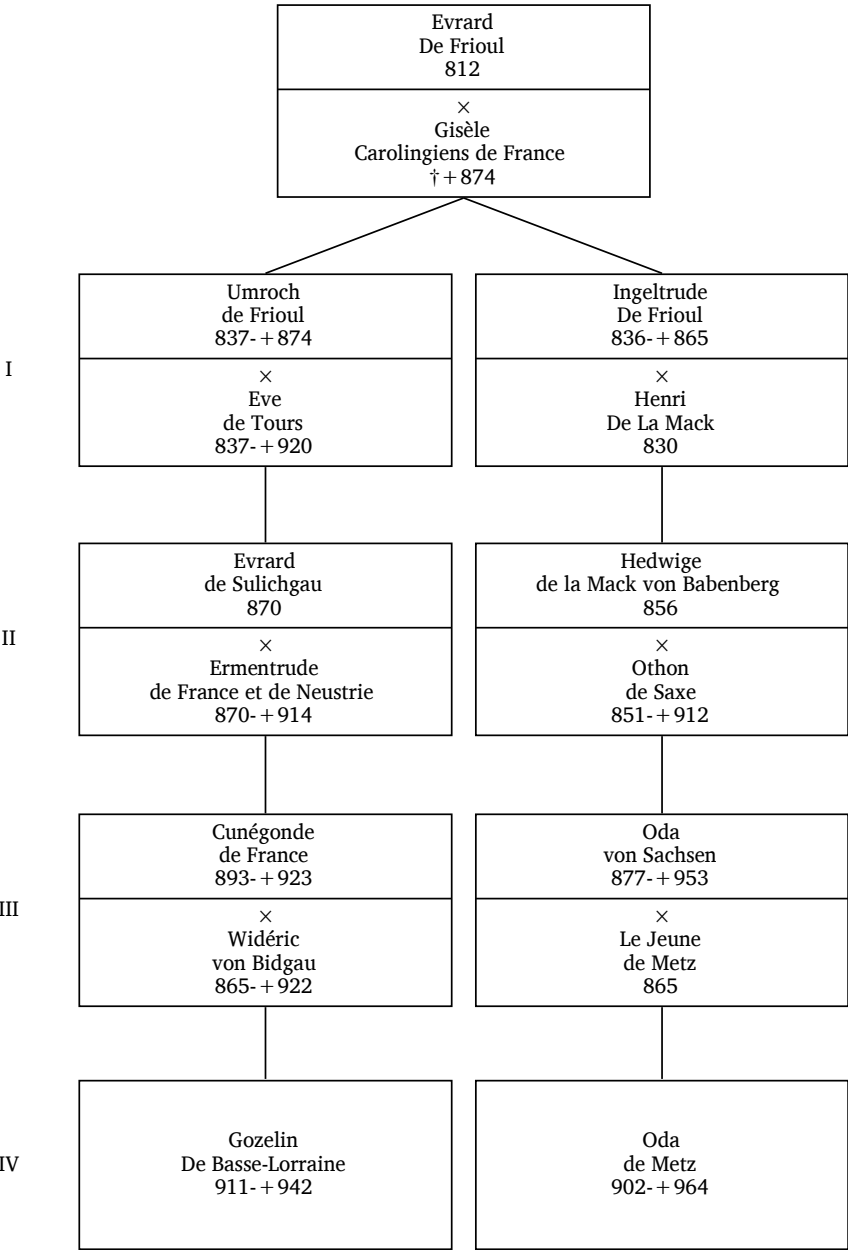 Evrard
De Frioul
812
×
Gisèle
Carolingiens de France
†+874
I
Umroch
de Frioul
837-+874
×
Eve
de Tours
837-+920
Ingeltrude
De Frioul
836-+865
×
Henri
De La Mack
830
II
Evrard
de Sulichgau
870
×
Ermentrude
de France et de Neustrie
870-+914
Hedwige
de la Mack von Babenberg
856
×
Othon
de Saxe
851-+912
III
Cunégonde
de France
893-+923
×
Widéric
von Bidgau
865-+922
Oda
von Sachsen
877-+953
×
Le Jeune
de Metz
865
IV
Gozelin
De Basse-Lorraine
911-+942
Oda
de Metz
902-+964